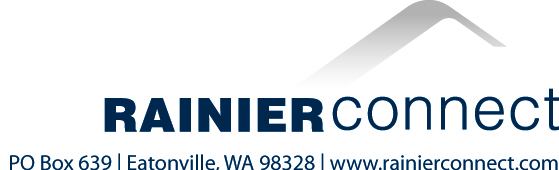 RAINIERconnect
PO Box 639 | Eatonville, WA 98328 | www.rainierconnect.com